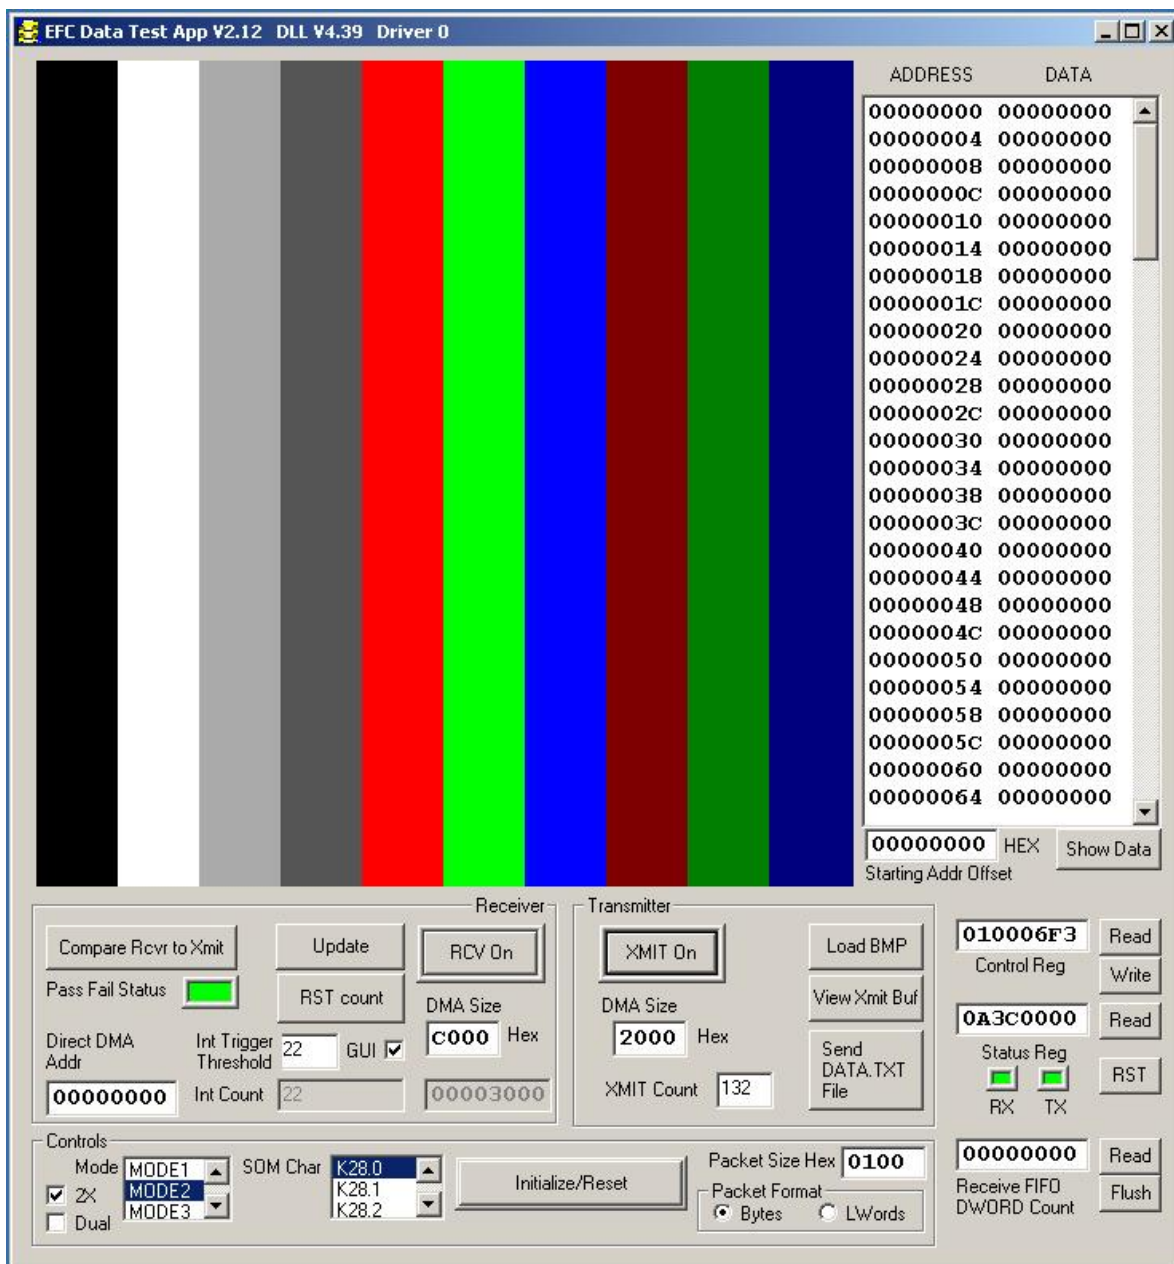 EFC Data Test App V2.12 DLL V4.39 Driver 0
ADDRESS DATA
00000000 00000000
00000004 00000000
00000008 00000000
0000000C 00000000
00000010 00000000
00000014 00000000
00000018 00000000
0000001C 00000000
00000020 00000000
00000024 00000000
00000028 00000000
0000002C 00000000
00000030 00000000
00000034 00000000
00000038 00000000
0000003C 00000000
00000040 00000000
00000044 00000000
00000048 00000000
0000004C 00000000
00000050 00000000
00000054 00000000
00000058 00000000
0000005C 00000000
00000060 00000000
00000064 00000000
00000000 HEX Show Data
Starting Addr Offset
Receiver
Compare Rcvr to Xmit
Update
RCV On
Pass Fail Status
RST count
DMA Size
C000 Hex
Direct DMA
Addr
Int Trigger
Threshold
22
GUI
00000000
Int Count
22
00003000
Transmitter
XMIT On
Load BMP
DMA Size
2000 Hex
View Xmit Buf
XMIT Count 132
Send
DATA.TXT
File
010006F3 Read
Control Reg
Write
0A3C0000 Read
Status Reg
RX TX
RST
00000000 Read
Receive FIFO
DWORD Count
Flush
Controls
Mode
MODE1
MODE2
MODE3
2X
Dual
SOM Char
K28.0
K28.1
K28.2
Initialize/Reset
Packet Size Hex 0100
Packet Format
Bytes LWords